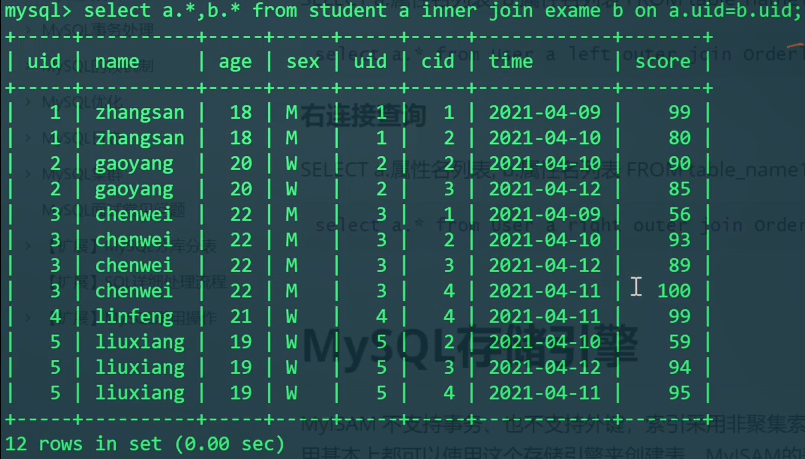 mysql> select a.*,b.* from student a inner join exame b on a.uid=b.uid;
+------+----------+------+------+------+------+------------+-------+
| uid | name | age | sex | uid | cid | time | score |
+------+----------+------+------+------+------+------------+-------+
| 1 | zhangsan | 18 | M | 1 | 1 | 2021-04-09 | 99 |
| 1 | zhangsan | 18 | M | 1 | 2 | 2021-04-10 | 80 |
| 2 | gaoyang | 20 | W | 2 | 2 | 2021-04-10 | 90 |
| 2 | gaoyang | 20 | W | 2 | 3 | 2021-04-12 | 85 |
| 3 | chenwei | 22 | M | 3 | 1 | 2021-04-09 | 56 |
| 3 | chenwei | 22 | M | 3 | 2 | 2021-04-10 | 93 |
| 3 | chenwei | 22 | M | 3 | 3 | 2021-04-12 | 89 |
| 3 | chenwei | 22 | M | 3 | 4 | 2021-04-11 | 100 |
| 4 | linfeng | 21 | W | 4 | 4 | 2021-04-11 | 99 |
| 5 | liuxiang | 19 | W | 5 | 2 | 2021-04-10 | 59 |
| 5 | liuxiang | 19 | W | 5 | 3 | 2021-04-12 | 94 |
| 5 | liuxiang | 19 | W | 5 | 4 | 2021-04-11 | 95 |
+------+----------+------+------+------+------+------------+-------+
12 rows in set (0.00 sec)
右连接查询
SELECT a.属性名列表, b.属性名列表 FROM table_name1
select a.* from User a right outer join Order
MySQL存储引擎
MyISAM 不支持事务、也不支持外键，索引采用非聚集索
用基本上都可以使用这个存储引擎来创建表。MyISAM的